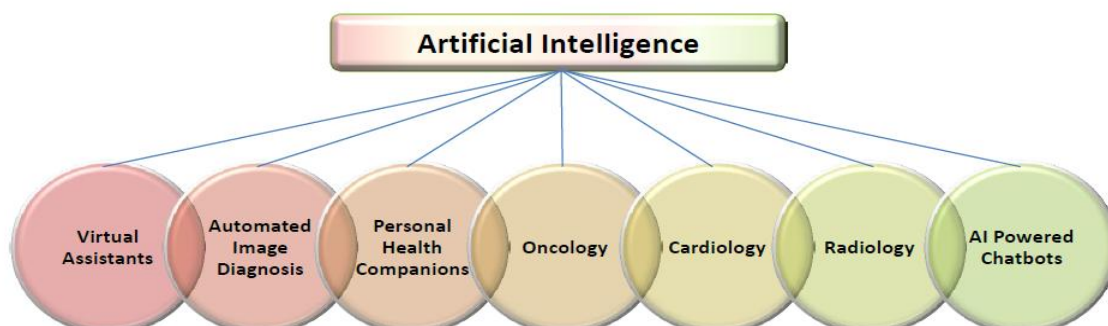 Artificial Intelligence
Virtual
Assistants
Automated
Image
Diagnosis
Personal
Health
Companions
Oncology
Cardiology
Radiology
AI Powered
Chatbots